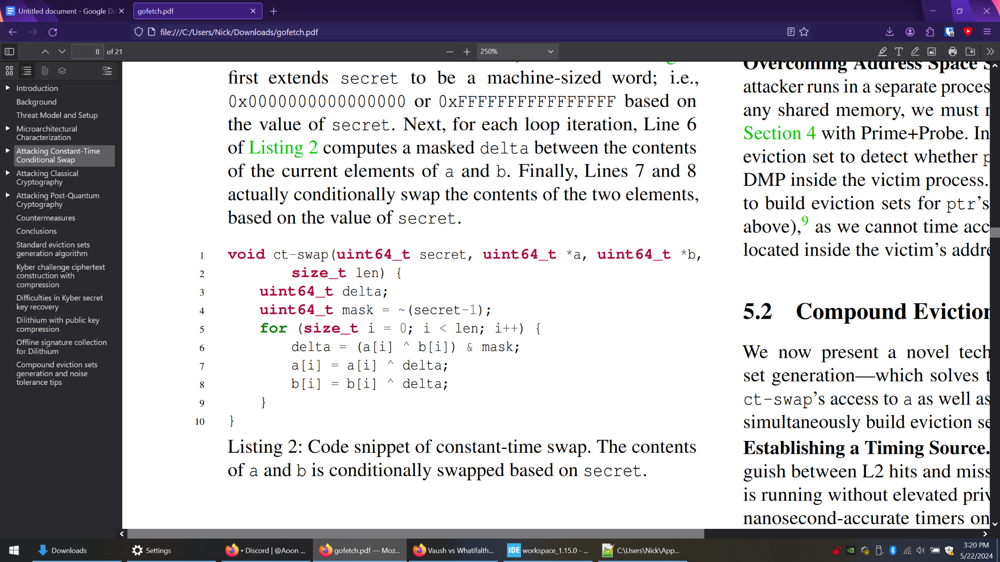 Untitled document - Google Do
gofetch.pdf
file:///C:/Users/Nick/Downloads/gofetch.pdf
8 of 21
250%
Introduction
Background
Threat Model and Setup
Microarchitectural
Characterization
Attacking Constant-Time
Conditional Swap
Attacking Classical
Cryptography
Attacking Post-Quantum
Cryptography
Countermeasures
Conclusions
Standard eviction sets
generation algorithm
Kyber challenge ciphertext
construction with
compression
Difficulties in Kyber secret
key recovery
Dilithium with public key
compression
Offline signature collection
for Dilithium
Compound eviction sets
generation and noise
tolerance tips
first extends secret to be a machine-sized word; i.e.,
0x0000000000000000 or 0xFFFFFFFFFFFFFFFF based on
the value of secret. Next, for each loop iteration, Line 6
of Listing 2 computes a masked delta between the contents
of the current elements of a and b. Finally, Lines 7 and 8
actually conditionally swap the contents of the two elements,
based on the value of secret.
1 void ct-swap(uint64_t secret, uint64_t *a, uint64_t *b,
2 size_t len) {
3 uint64_t delta;
4 uint64_t mask = ~(secret-1);
5 for (size_t i = 0; i < len; i++) {
6 delta = (a[i] ^ b[i]) & mask;
7 a[i] = a[i] ^ delta;
8 b[i] = b[i] ^ delta;
9 }
10 }
Listing 2: Code snippet of constant-time swap. The contents
of a and b is conditionally swapped based on secret.
Overcoming Address Space S
attacker runs in a separate proces
any shared memory, we must r
Section 4 with Prime+Probe. In
eviction set to detect whether p
DMP inside the victim process.
to build eviction sets for ptr's
above),9 as we cannot time acc
located inside the victim's addre
5.2 Compound Eviction
We now present a novel tech
set generation—which solves t
ct-swap's access to a as well as
simultaneously build eviction se
Establishing a Timing Source.
guish between L2 hits and miss
is running without elevated priv
nanosecond-accurate timers on
Downloads
Settings
• Discord | @Aoon ...
gofetch.pdf — Moz...
Vaush vs Whatifalth...
IDE workspace_1.15.0 - ...
C:\Users\Nick\App...
3:20 PM
5/22/2024